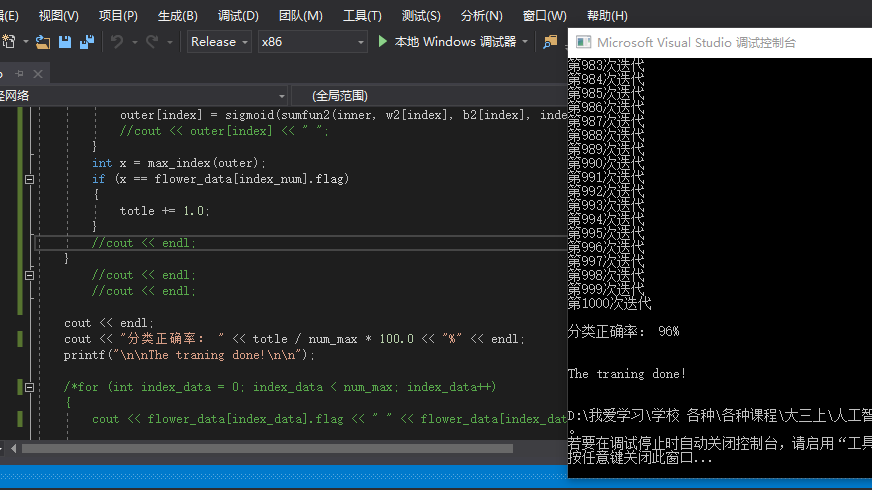 视图(V) 项目(P) 生成(B) 调试(D) 团队(M) 工具(T) 测试(S) 分析(N) 窗口(W) 帮助(H)
Release x86 本地 Windows 调试器
Microsoft Visual Studio 调试控制台
(全局范围)
outer[index] = sigmoid(sumfun2(inner, w2[index], b2[index],
//cout << outer[index] << " ";
}
int x = max_index(outer);
if (x == flower_data[index_num].flag)
{
totle += 1.0;
}
//cout << endl;
}
//cout << endl;
//cout << endl;
cout << endl;
cout << "分类正确率： " << totle / num_max * 100.0 << "%" << endl;
printf("\n\nThe traning done!\n\n");
/*for (int index_data = 0; index_data < num_max; index_data++)
{
cout << flower_data[index_data].flag << " " <<
第983次迭代
第984次迭代
第985次迭代
第986次迭代
第987次迭代
第988次迭代
第989次迭代
第990次迭代
第991次迭代
第992次迭代
第993次迭代
第994次迭代
第995次迭代
第996次迭代
第997次迭代
第998次迭代
第999次迭代
第1000次迭代
分类正确率： 96%
The traning done!
D:\我爱学习\学校 各种\各种课程\大三上\人工智
。
若要在调试停止时自动关闭控制台，请启用“工具
按任意键关闭此窗口...